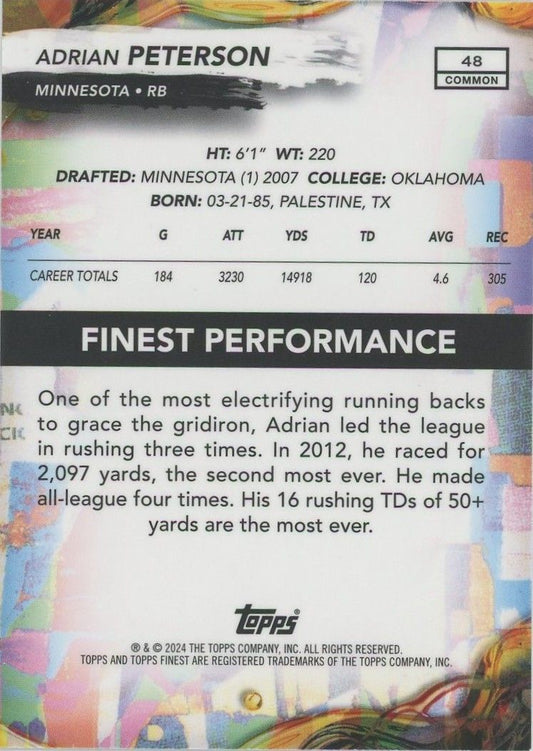 ADRIAN PETERSON
48
COMMON
MINNESOTA • RB
HT: 6'1" WT: 220
DRAFTED: MINNESOTA (1) 2007 COLLEGE: OKLAHOMA
BORN: 03-21-85, PALESTINE, TX
YEAR G ATT YDS TD AVG REC
CAREER TOTALS 184 3230 14918 120 4.6 305
FINEST PERFORMANCE
One of the most electrifying running backs
to grace the gridiron, Adrian led the league
in rushing three times. In 2012, he raced for
2,097 yards, the second most ever. He made
all-league four times. His 16 rushing TDs of 50+
yards are the most ever.
topps
® & © 2024 THE TOPPS COMPANY, INC. ALL RIGHTS RESERVED.
TOPPS AND TOPPS FINEST ARE REGISTERED TRADEMARKS OF THE TOPPS COMPANY, INC.